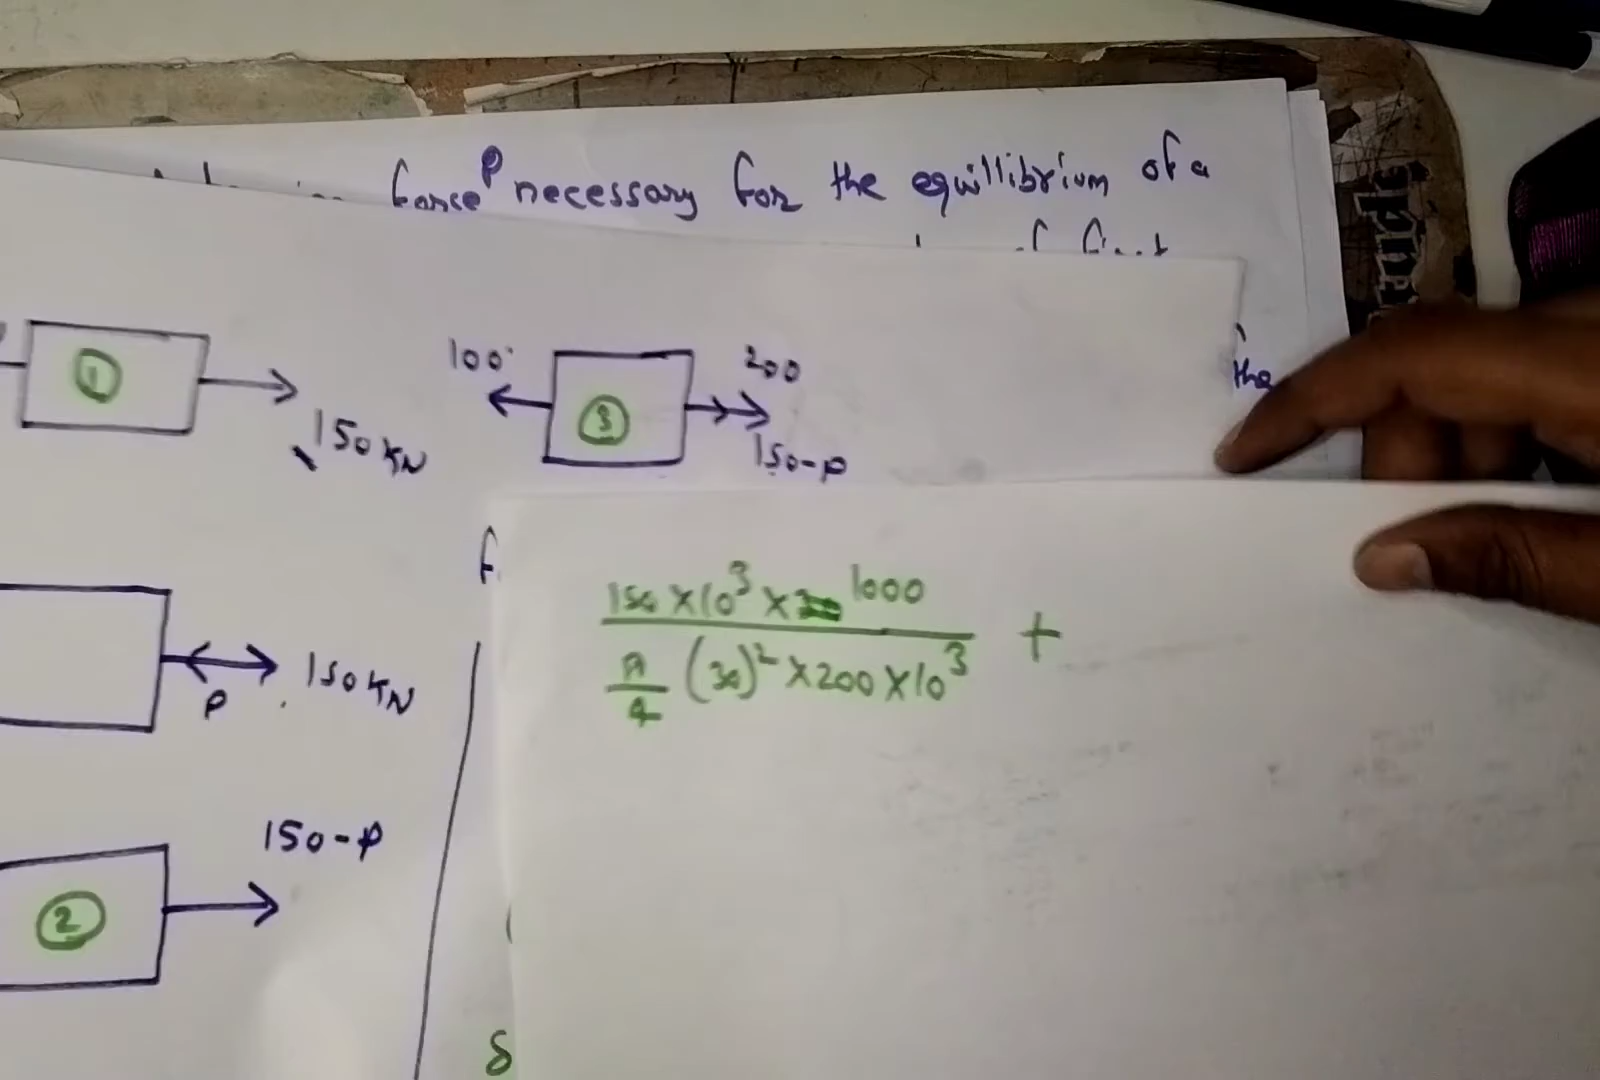 force P necessary for the equillibrium of a
the
1
150 KN
100
3
200
150-P
150×10³× 1000
π/4 (30)² ×200×10³ +
P
150 KN
150-P
2
δ